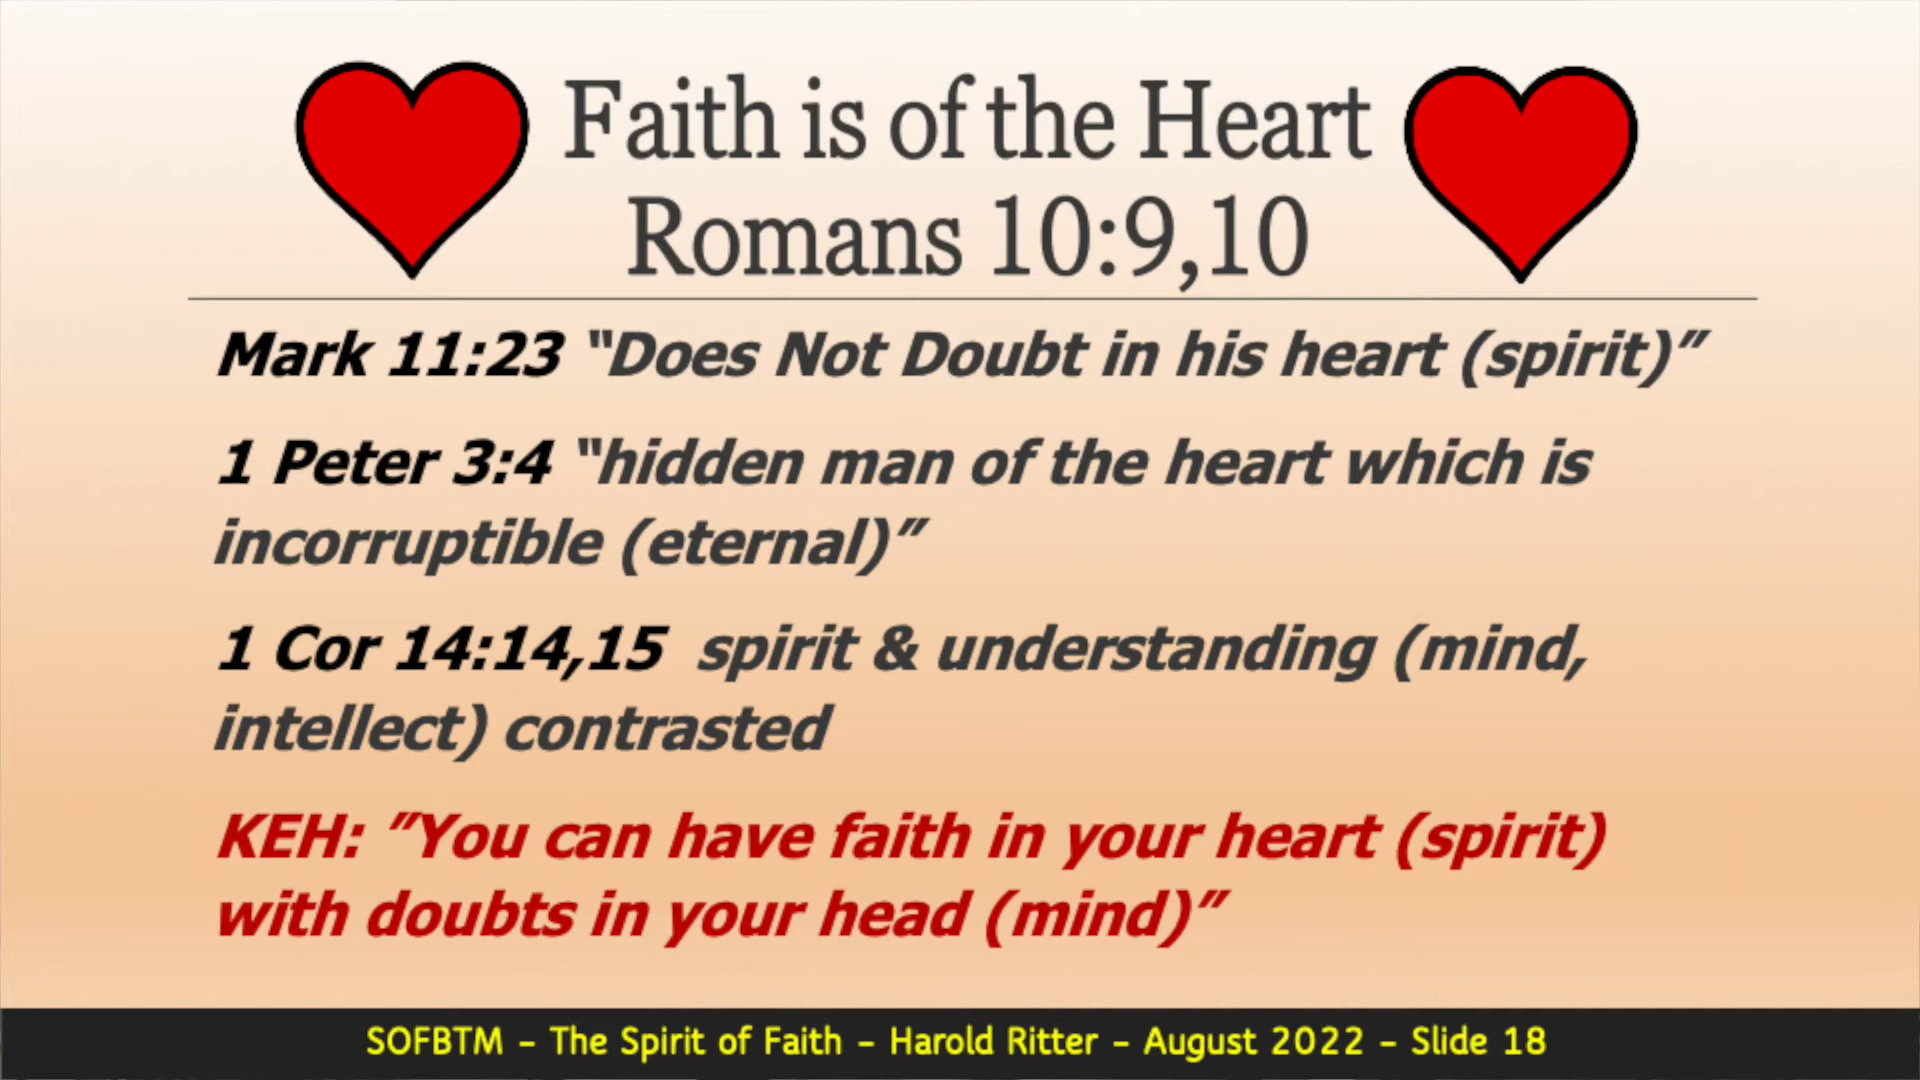 Faith is of the Heart
Romans 10:9,10
Mark 11:23 “Does Not Doubt in his heart (spirit)”
1 Peter 3:4 “hidden man of the heart which is
incorruptible (eternal)”
1 Cor 14:14,15 spirit & understanding (mind,
intellect) contrasted
KEH: ”You can have faith in your heart (spirit)
with doubts in your head (mind)”
SOFBTM – The Spirit of Faith – Harold Ritter – August 2022 – Slide 18